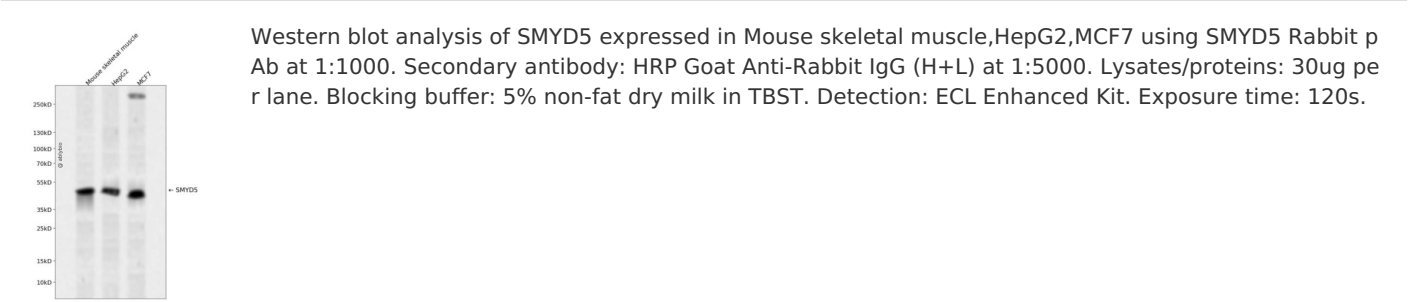 Western blot analysis of SMYD5 expressed in Mouse skeletal muscle,HepG2,MCF7 using SMYD5 Rabbit p
Ab at 1:1000. Secondary antibody: HRP Goat Anti-Rabbit IgG (H+L) at 1:5000. Lysates/proteins: 30ug pe
r lane. Blocking buffer: 5% non-fat dry milk in TBST. Detection: ECL Enhanced Kit. Exposure time: 120s.
Mouse skeletal muscle
HepG2
MCF7
250kD
130kD
100kD
70kD
55kD
← SMYD5
35kD
25kD
15kD
10kD